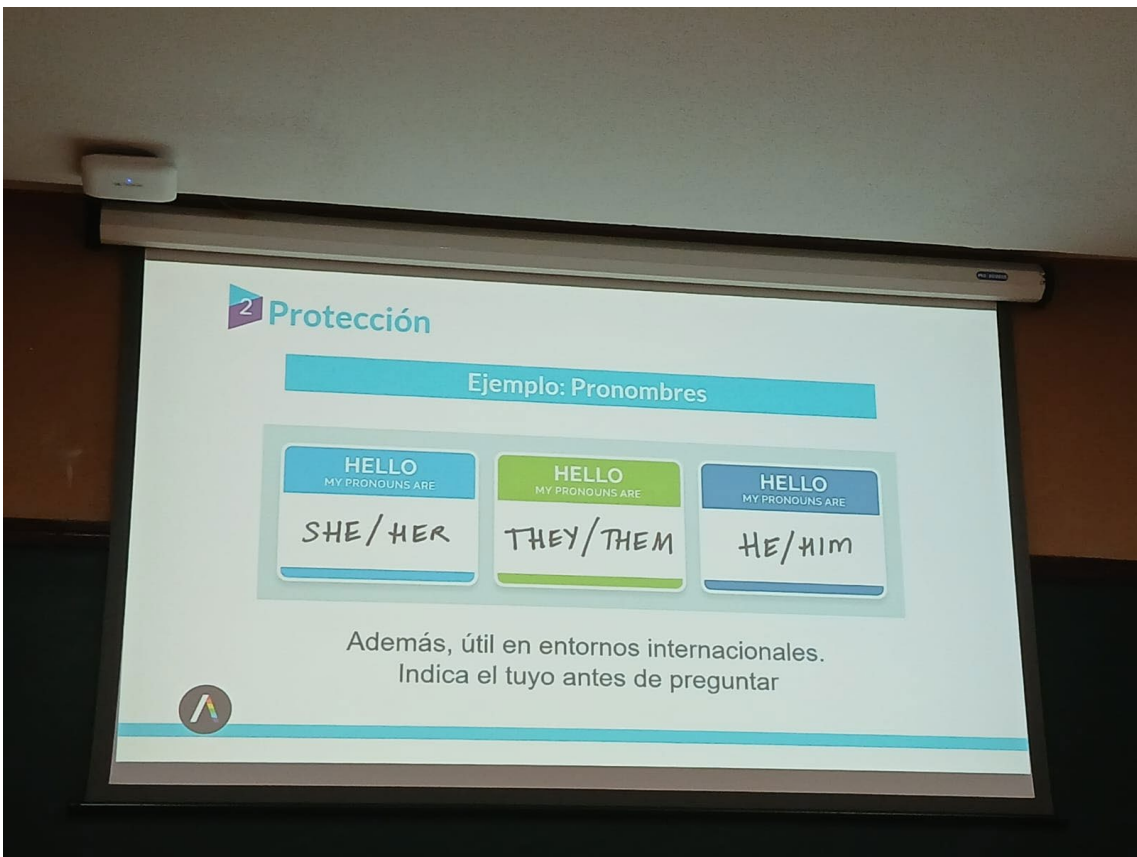 2 Protección
Ejemplo: Pronombres
HELLO
MY PRONOUNS ARE
SHE/HER
HELLO
MY PRONOUNS ARE
THEY/THEM
HELLO
MY PRONOUNS ARE
HE/HIM
Además, útil en entornos internacionales.
Indica el tuyo antes de preguntar